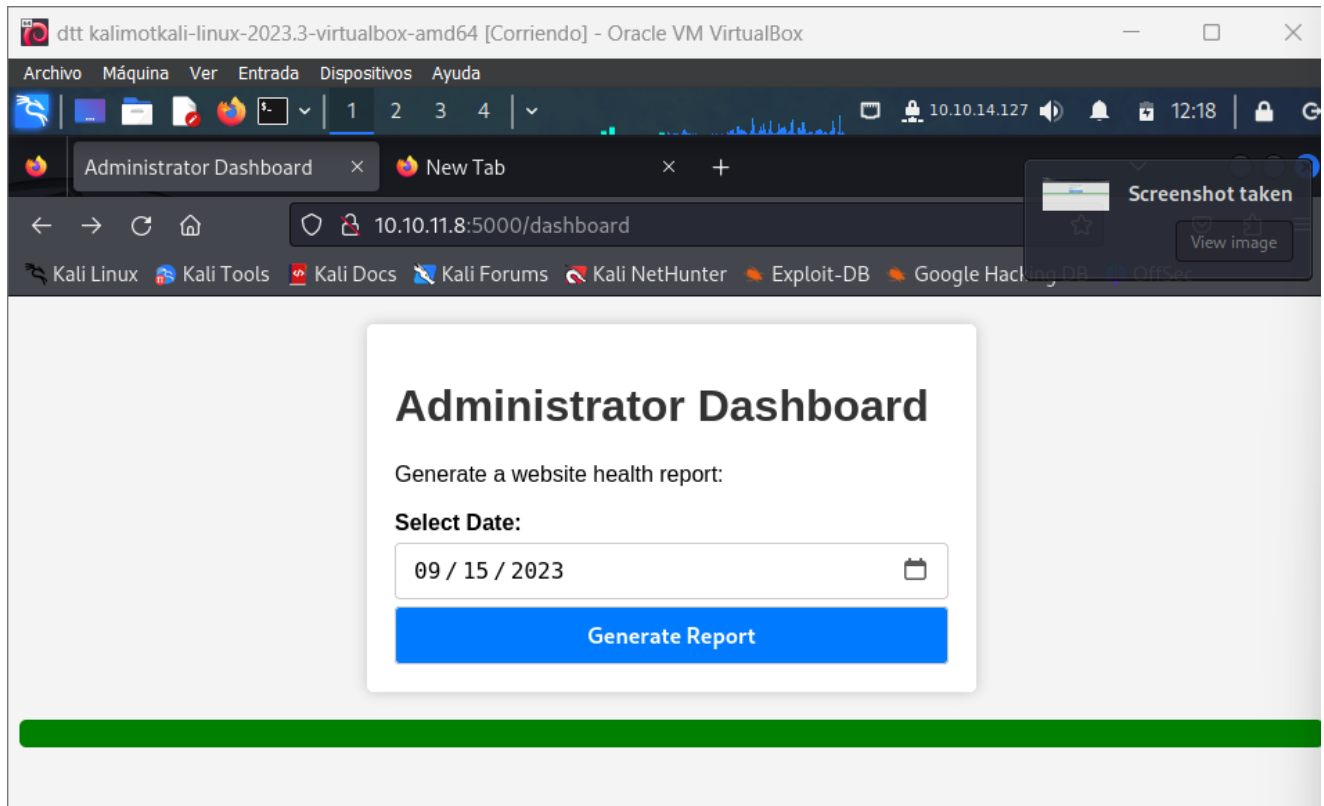 dtt kalimotkali-linux-2023.3-virtualbox-amd64 [Corriendo] - Oracle VM VirtualBox
Archivo Máquina Ver Entrada Dispositivos Ayuda
1 2 3 4 10.10.14.127 12:18
Administrator Dashboard New Tab
Screenshot taken
10.10.11.8:5000/dashboard
View image
Kali Linux Kali Tools Kali Docs Kali Forums Kali NetHunter Exploit-DB Google Hacking DB OffSec
Administrator Dashboard
Generate a website health report:
Select Date:
09/15/2023
Generate Report